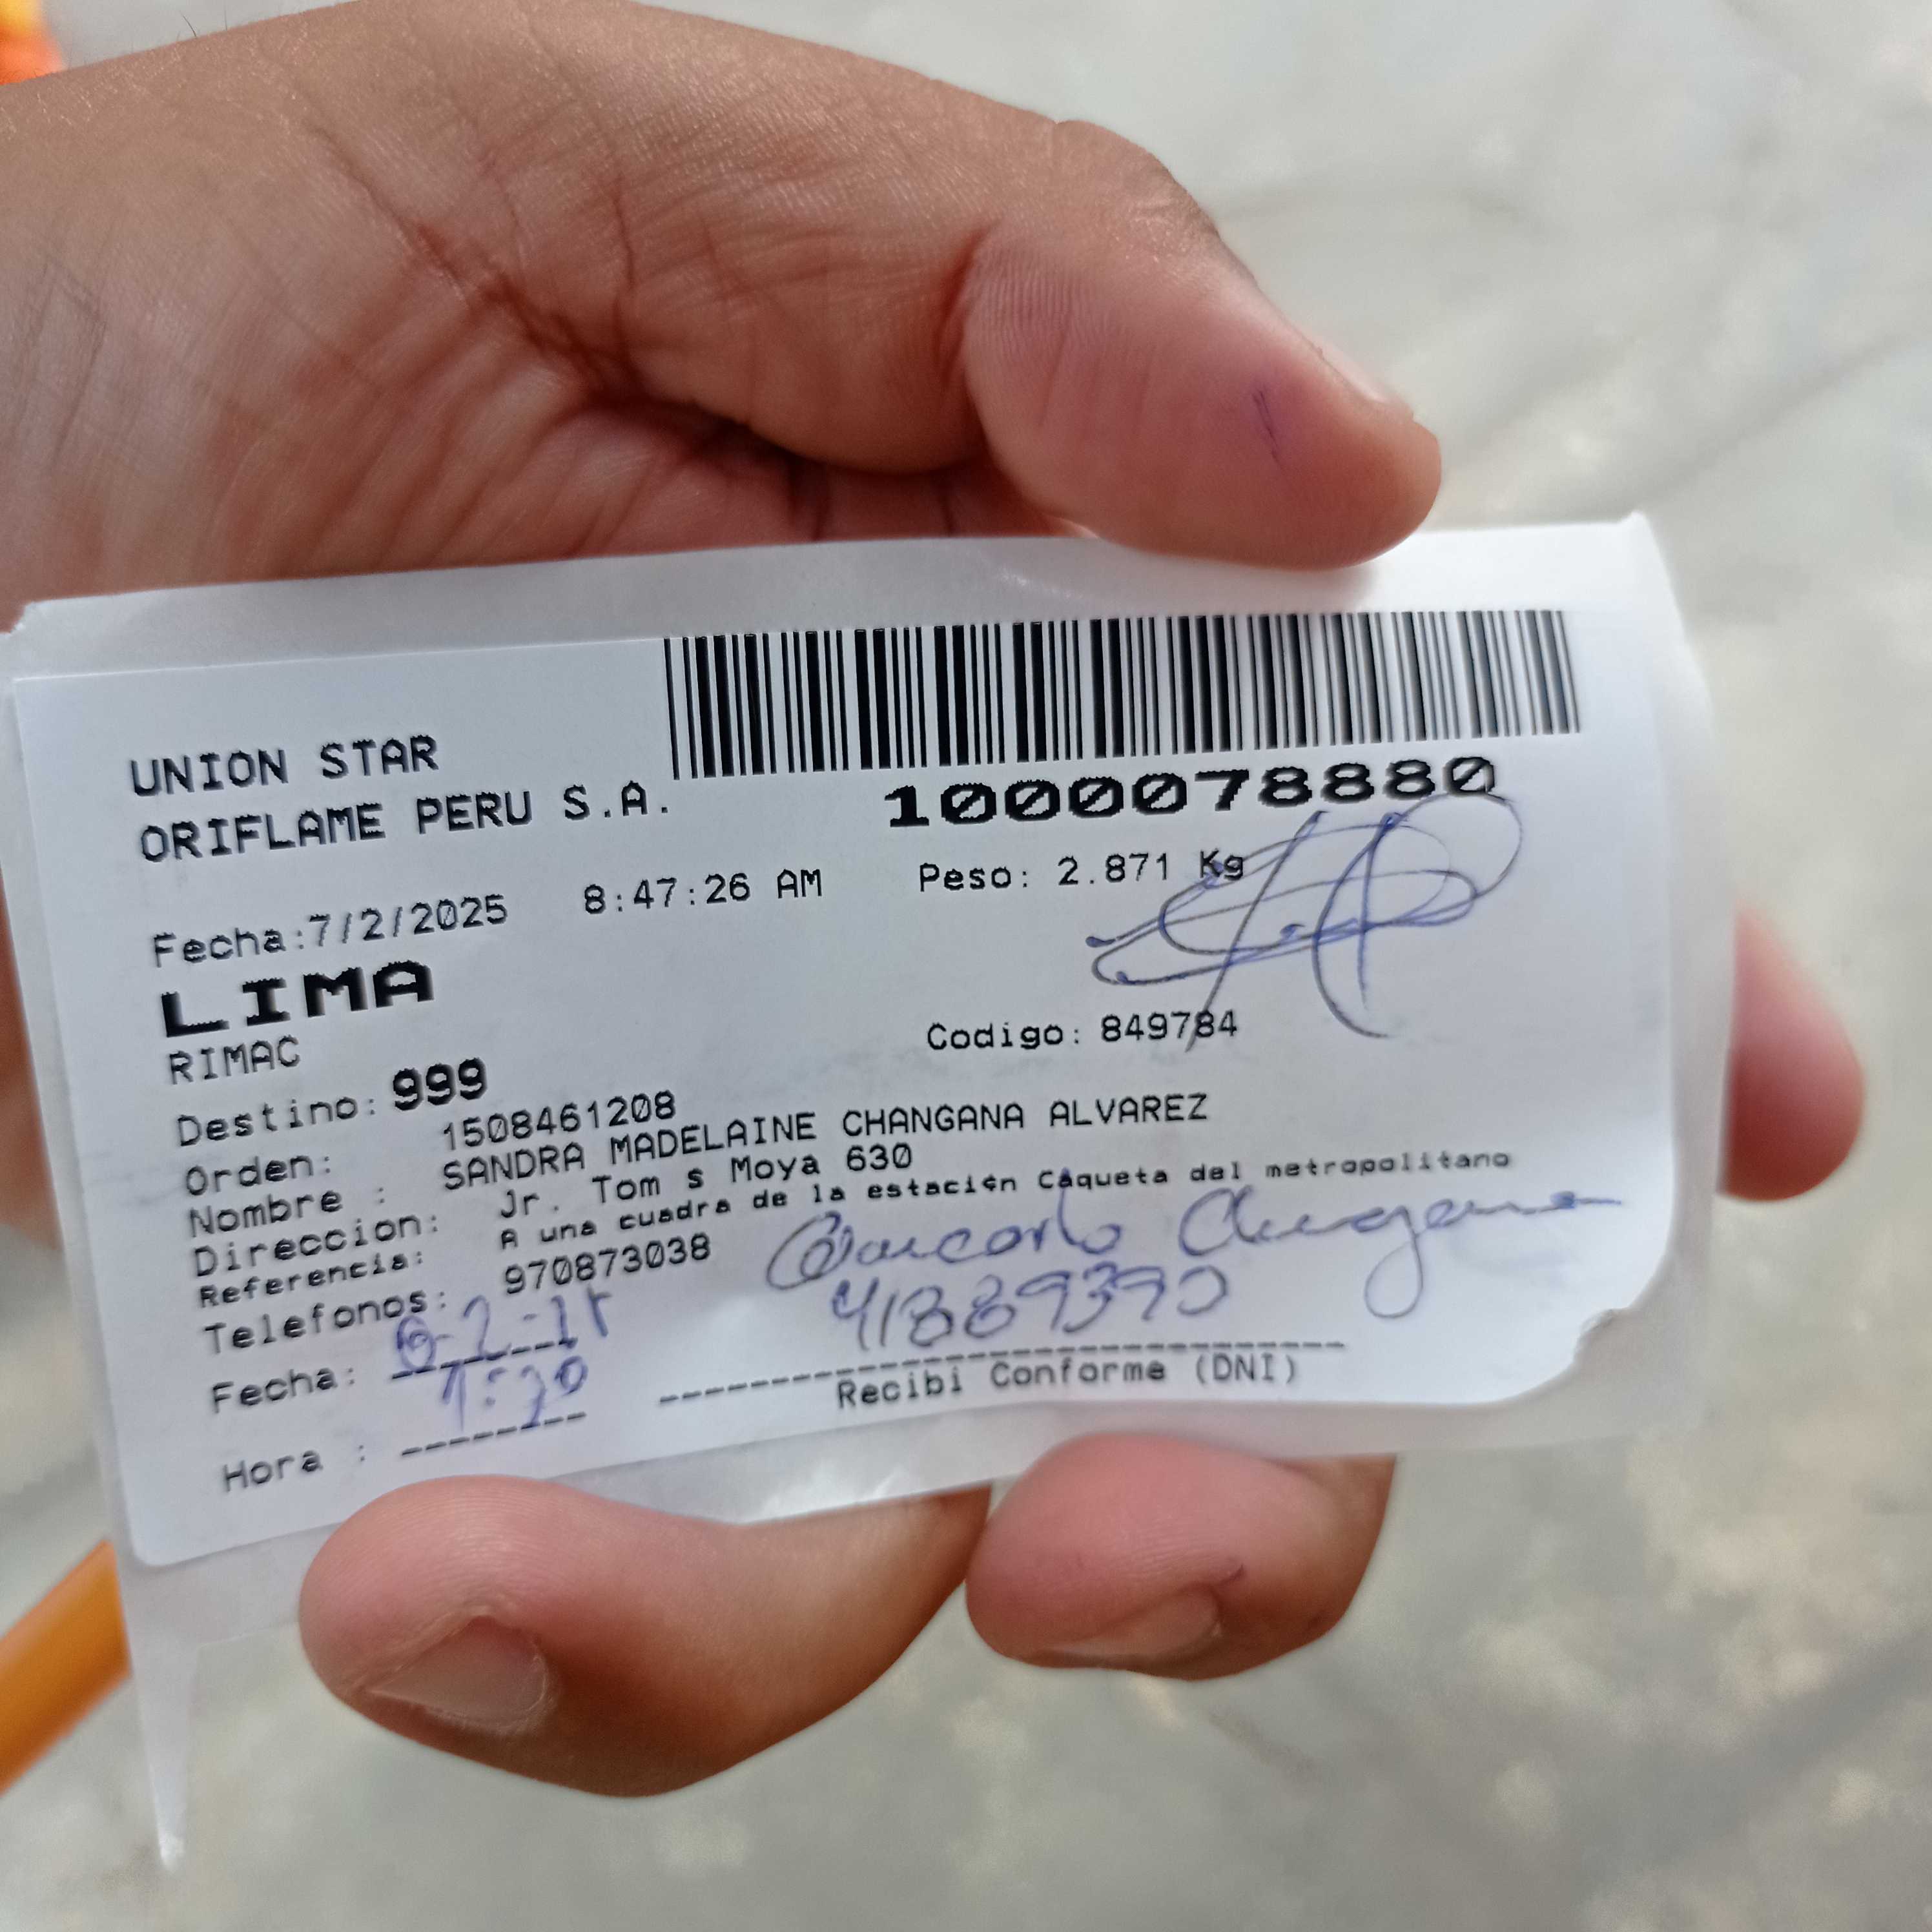 UNION STAR
ORIFLAME PERU S.A.
1000078880
Fecha:7/2/2025 8:47:26 AM Peso: 2.871 Kg
LIMA
RIMAC
Codigo: 849784
Destino: 999
Orden: 1508461208
Nombre : SANDRA MADELAINE CHANGANA ALVAREZ
Direccion: Jr. Tom s Moya 630
Referencia: A una cuadra de la estaci¢n Cáqueta del metropolitano
Telefonos: 970873038
Changana
Fecha:
Recibi Conforme (DNI)
Hora :